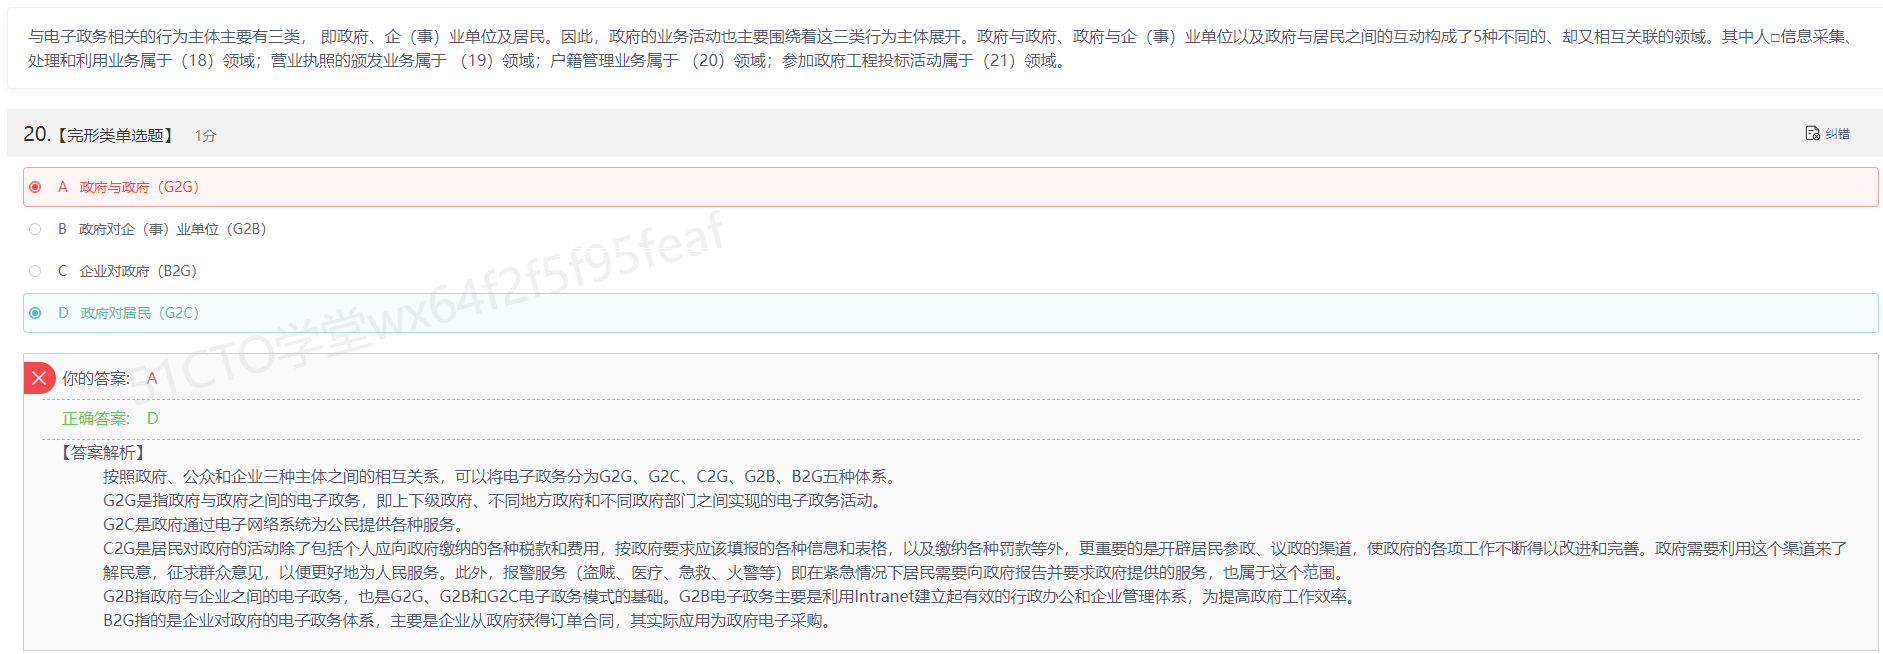 与电子政务相关的行为主体主要有三类， 即政府、企（事）业单位及居民。因此，政府的业务活动也主要围绕着这三类行为主体展开。政府与政府、政府与企（事）业单位以及政府与居民之间的互动构成了5种不同的、却又相互关联的领域。其中人□信息采集、
处理和利用业务属于（18）领域；营业执照的颁发业务属于 （19）领域；户籍管理业务属于 （20）领域；参加政府工程投标活动属于（21）领域。
20.【完形类单选题】 1分 纠错
A 政府与政府（G2G）
B 政府对企（事）业单位（G2B）
C 企业对政府（B2G）
D 政府对居民（G2C）
51CTO学堂wx64f2f5f95feaf
你的答案: A
正确答案: D
【答案解析】
按照政府、公众和企业三种主体之间的相互关系，可以将电子政务分为G2G、G2C、C2G、G2B、B2G五种体系。
G2G是指政府与政府之间的电子政务，即上下级政府、不同地方政府和不同政府部门之间实现的电子政务活动。
G2C是政府通过电子网络系统为公民提供各种服务。
C2G是居民对政府的活动除了包括个人应向政府缴纳的各种税款和费用，按政府要求应该填报的各种信息和表格，以及缴纳各种罚款等外，更重要的是开辟居民参政、议政的渠道，使政府的各项工作不断得以改进和完善。政府需要利用这个渠道来了
解民意，征求群众意见，以便更好地为人民服务。此外，报警服务（盗贼、医疗、急救、火警等）即在紧急情况下居民需要向政府报告并要求政府提供的服务，也属于这个范围。
G2B指政府与企业之间的电子政务，也是G2G、G2B和G2C电子政务模式的基础。G2B电子政务主要是利用Intranet建立起有效的行政办公和企业管理体系，为提高政府工作效率。
B2G指的是企业对政府的电子政务体系，主要是企业从政府获得订单合同，其实际应用为政府电子采购。